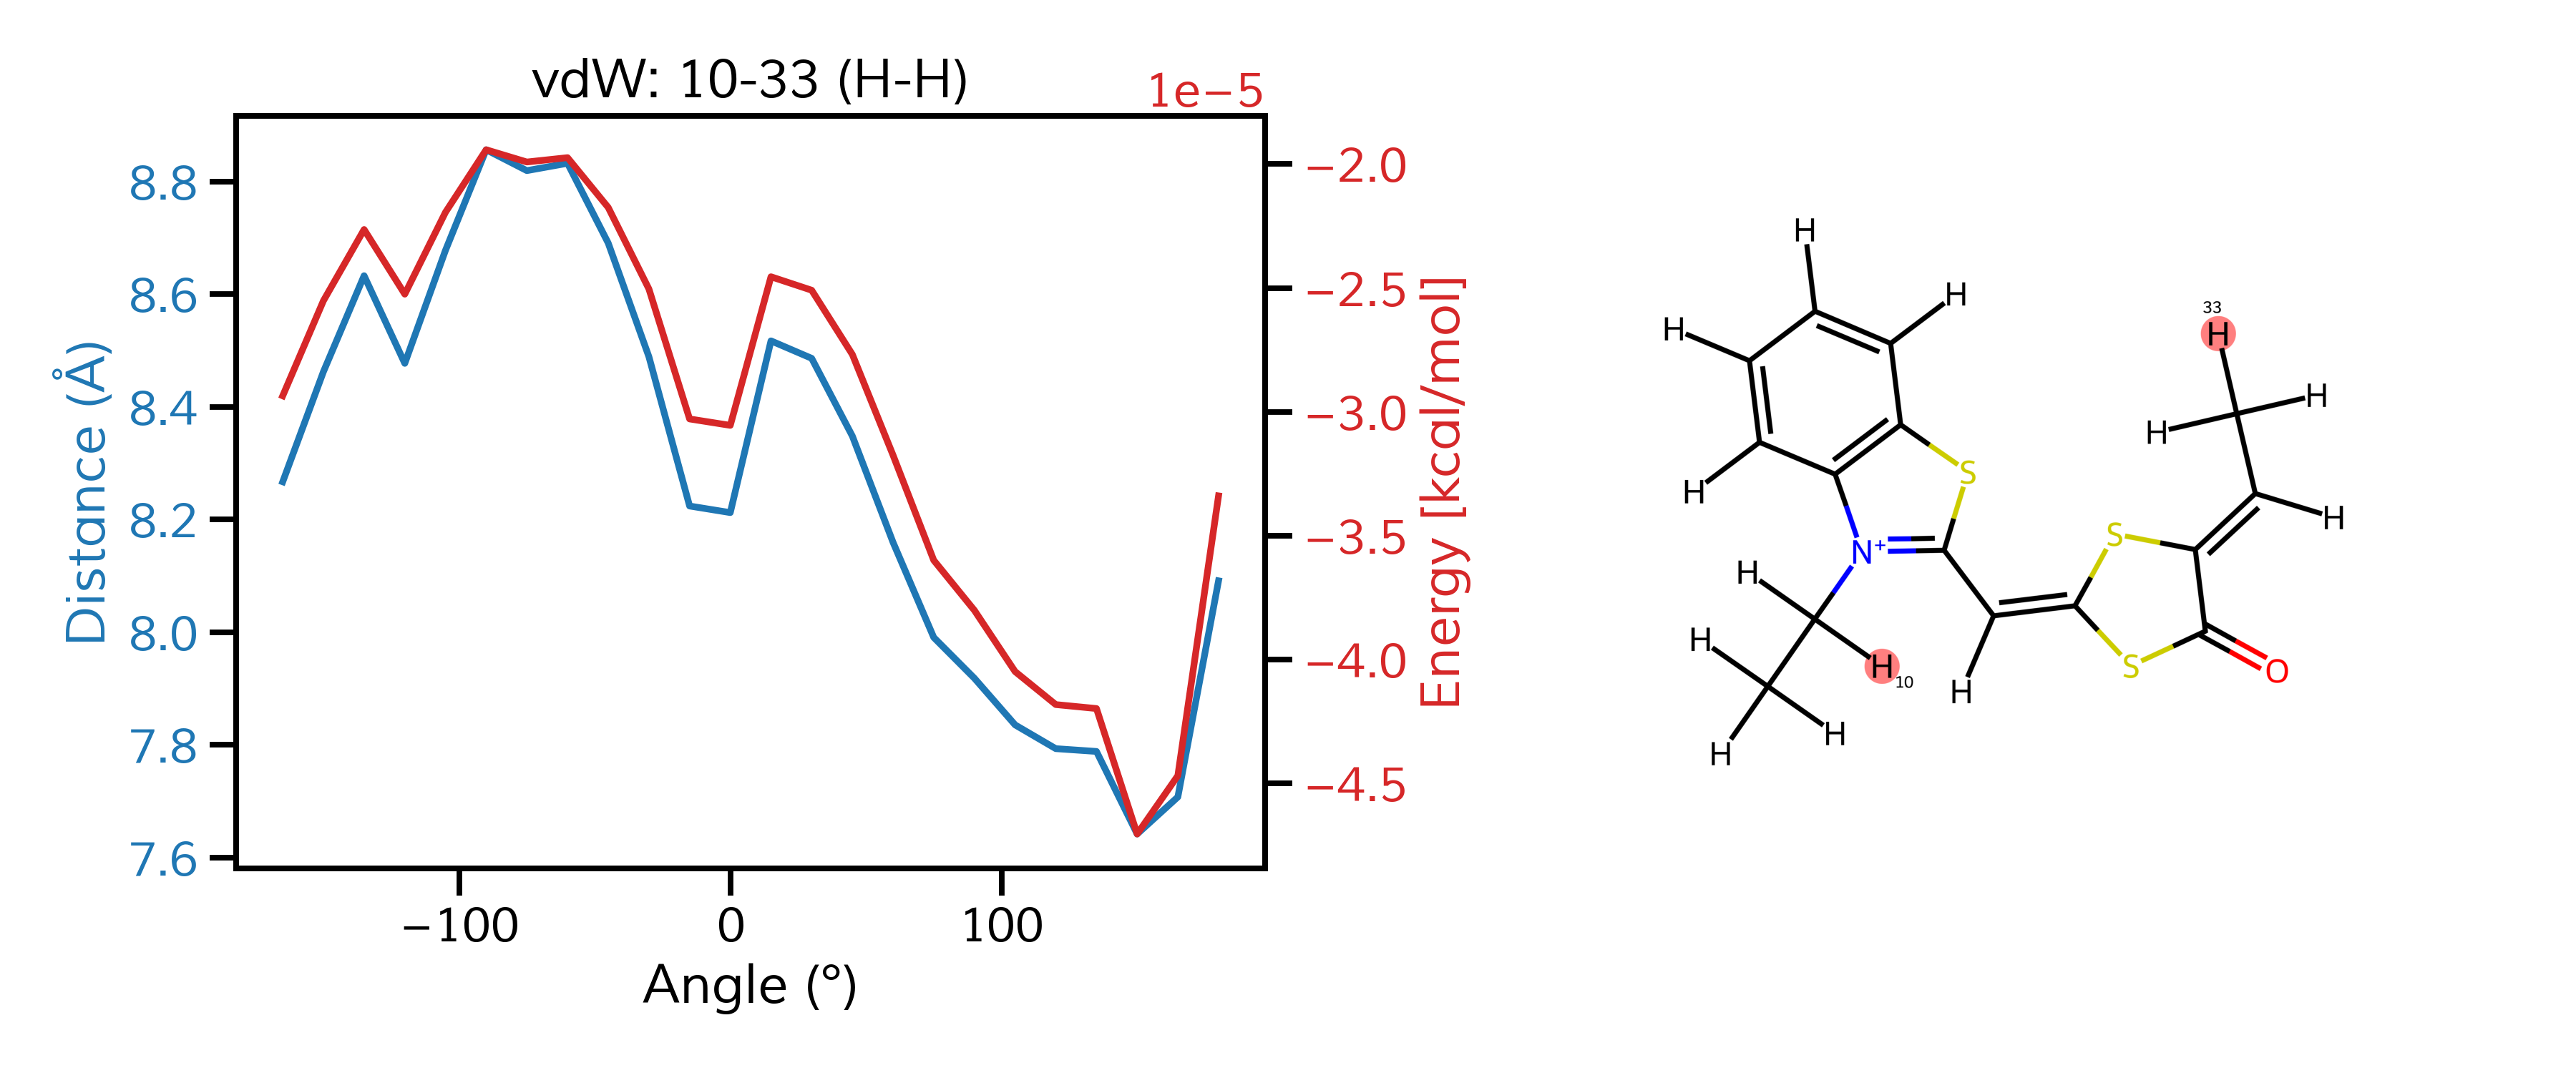 vdW: 10-33 (H-H)
1e−5
Distance (Å)
8.8
8.6
8.4
8.2
8.0
7.8
7.6
−100
0
100
Angle (°)
−2.0
−2.5
−3.0
−3.5
−4.0
−4.5
Energy [kcal/mol]
H
H
H
H
33
H
H
H
H
S
S
N+
H
H
H
10
H
S
O
H
H